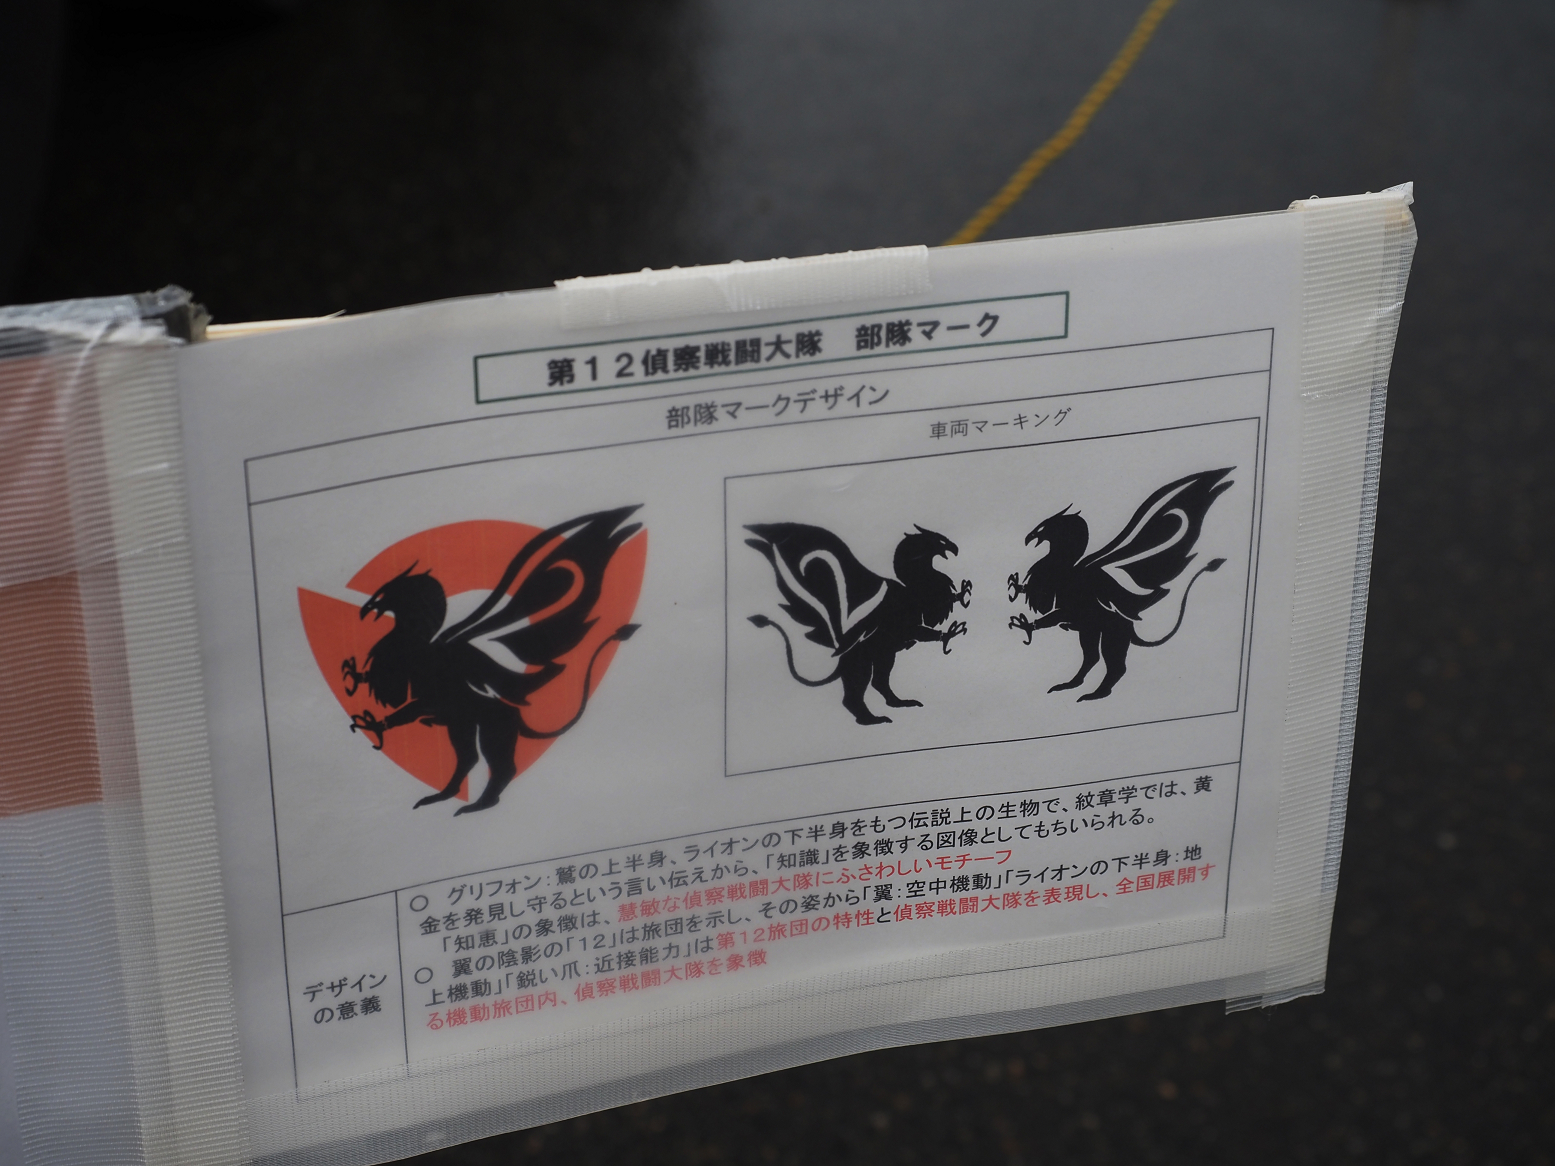 第12偵察戦闘大隊　部隊マーク
部隊マークデザイン
車両マーキング
デザイン
の意義
○　グリフォン：鷲の上半身、ライオンの下半身をもつ伝説上の生物で、紋章学では、黄
金を発見し守るという言い伝えから、「知識」を象徴する図像としてもちいられる。
「知恵」の象徴は、慧敏な偵察戦闘大隊にふさわしいモチーフ
○　翼の陰影の「12」は旅団を示し、その姿から「翼：空中機動」「ライオンの下半身：地
上機動」「鋭い爪：近接能力」は第12旅団の特性と偵察戦闘大隊を表現し、全国展開す
る機動旅団内、偵察戦闘大隊を象徴